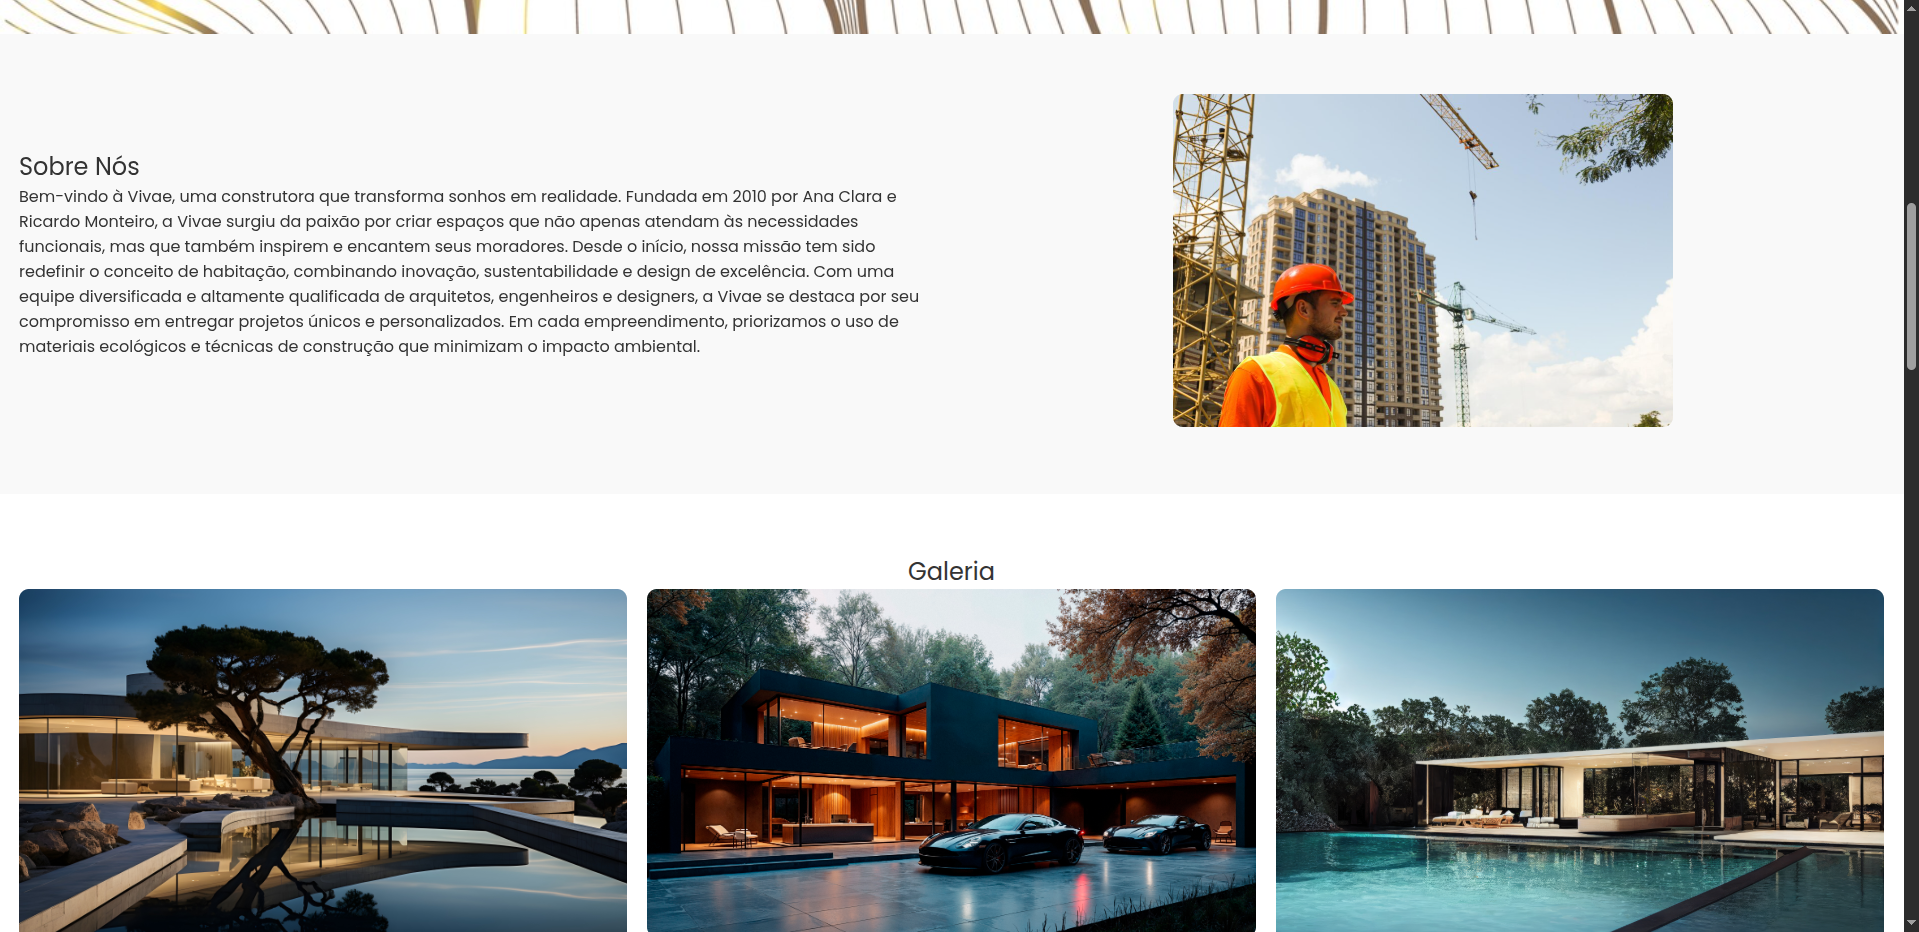 Sobre Nós
Bem-vindo à Vivae, uma construtora que transforma sonhos em realidade. Fundada em 2010 por Ana Clara e
Ricardo Monteiro, a Vivae surgiu da paixão por criar espaços que não apenas atendam às necessidades
funcionais, mas que também inspirem e encantem seus moradores. Desde o início, nossa missão tem sido
redefinir o conceito de habitação, combinando inovação, sustentabilidade e design de excelência. Com uma
equipe diversificada e altamente qualificada de arquitetos, engenheiros e designers, a Vivae se destaca por seu
compromisso em entregar projetos únicos e personalizados. Em cada empreendimento, priorizamos o uso de
materiais ecológicos e técnicas de construção que minimizam o impacto ambiental.
Galeria